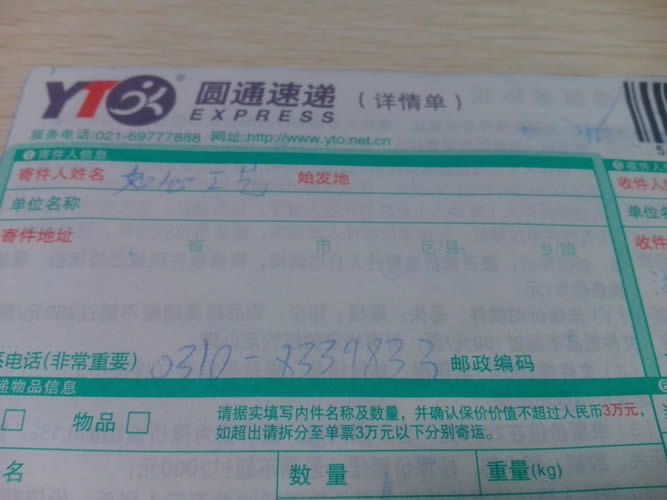 YTO® 圆通速递 （详情单）
EXPRESS
服务电话:021-69777888 网址:http://www.yto.net.cn
寄件人信息
寄件人姓名 始发地
收件人
单位名称
单位名
寄件地址 省 市 区/县 乡/镇
收件
系电话(非常重要) 0310-8339833 邮政编码
递物品信息
物品 请据实填写内件名称及数量，并确认保价价值不超过人民币3万元，
如超出请拆分至单票3万元以下分别寄运。
名 数量 重量(kg)